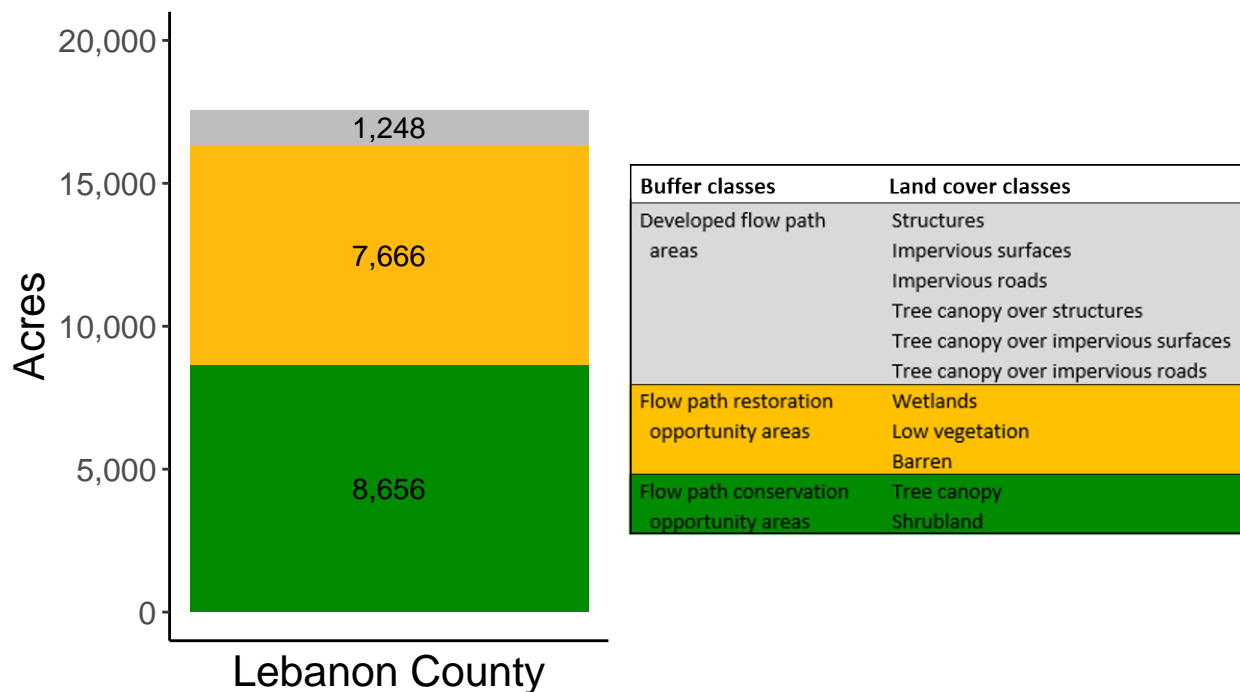 20,000
15,000
10,000
5,000
0
Acres
1,248
7,666
8,656
Lebanon County
Buffer classes Land cover classes
Developed flow path Structures
areas Impervious surfaces
Impervious roads
Tree canopy over structures
Tree canopy over impervious surfaces
Tree canopy over impervious roads
Flow path restoration Wetlands
opportunity areas Low vegetation
Barren
Flow path conservation Tree canopy
opportunity areas Shrubland